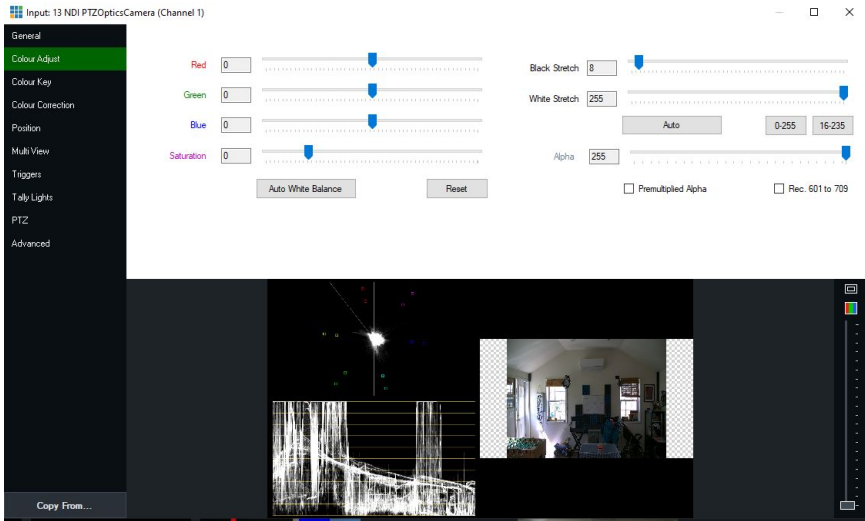 Input: 13 NDI PTZOpticsCamera (Channel 1)
General
Colour Adjust
Colour Key
Colour Correction
Position
Multi View
Triggers
Tally Lights
PTZ
Advanced
Copy From...
Red 0
Green 0
Blue 0
Saturation 0
Auto White Balance Reset
Black Stretch 8
White Stretch 255
Auto 0-255 16-235
Alpha 255
Premultiplied Alpha Rec. 601 to 709